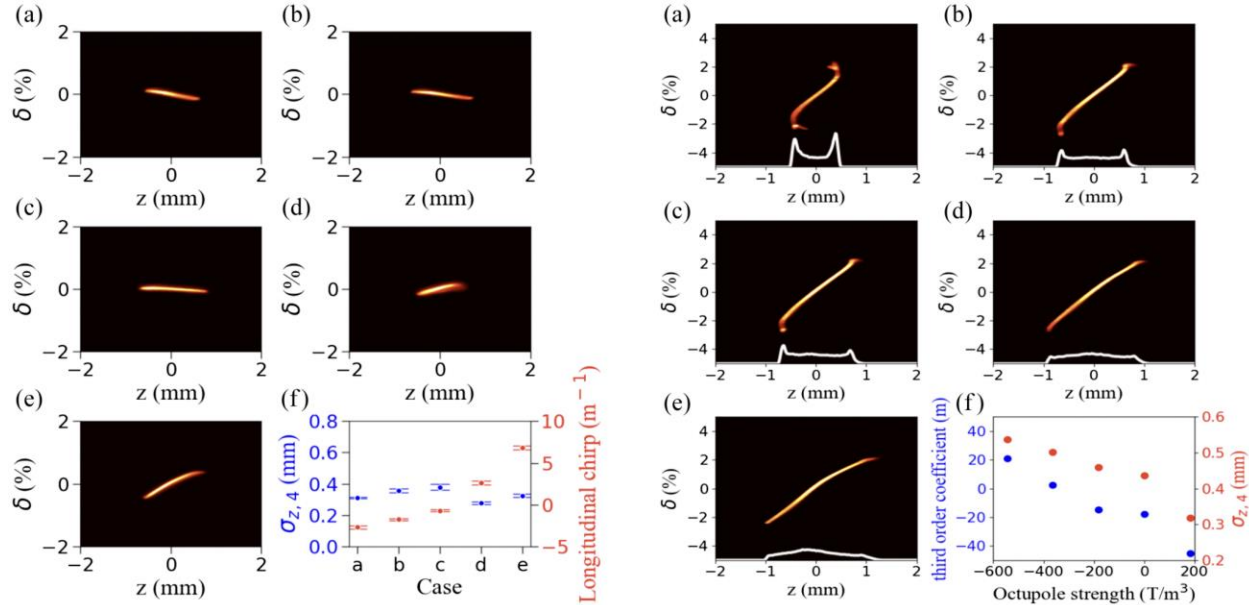 (a)
2
0
−2
δ (%)
−2
0
2
z (mm)
(b)
2
0
−2
δ (%)
−2
0
2
z (mm)
(c)
2
0
−2
δ (%)
−2
0
2
z (mm)
(d)
2
0
−2
δ (%)
−2
0
2
z (mm)
(e)
2
0
−2
δ (%)
−2
0
2
z (mm)
(f)
0.8
0.6
0.4
0.2
0.0
σz, 4 (mm)
10
5
0
−5
Longitudinal chirp (m−1)
a b c d e
Case
(a)
4
2
0
−2
−4
δ (%)
−2 −1 0 1 2
z (mm)
(b)
4
2
0
−2
−4
δ (%)
−2 −1 0 1 2
z (mm)
(c)
4
2
0
−2
−4
δ (%)
−2 −1 0 1 2
z (mm)
(d)
4
2
0
−2
−4
δ (%)
−2 −1 0 1 2
z (mm)
(e)
4
2
0
−2
−4
δ (%)
−2 −1 0 1 2
z (mm)
(f)
40
20
0
−20
−40
third order coefficient (m)
0.6
0.5
0.4
0.3
0.2
σz, 4 (mm)
−600 −400 −200 0 200
Octupole strength (T/m3)